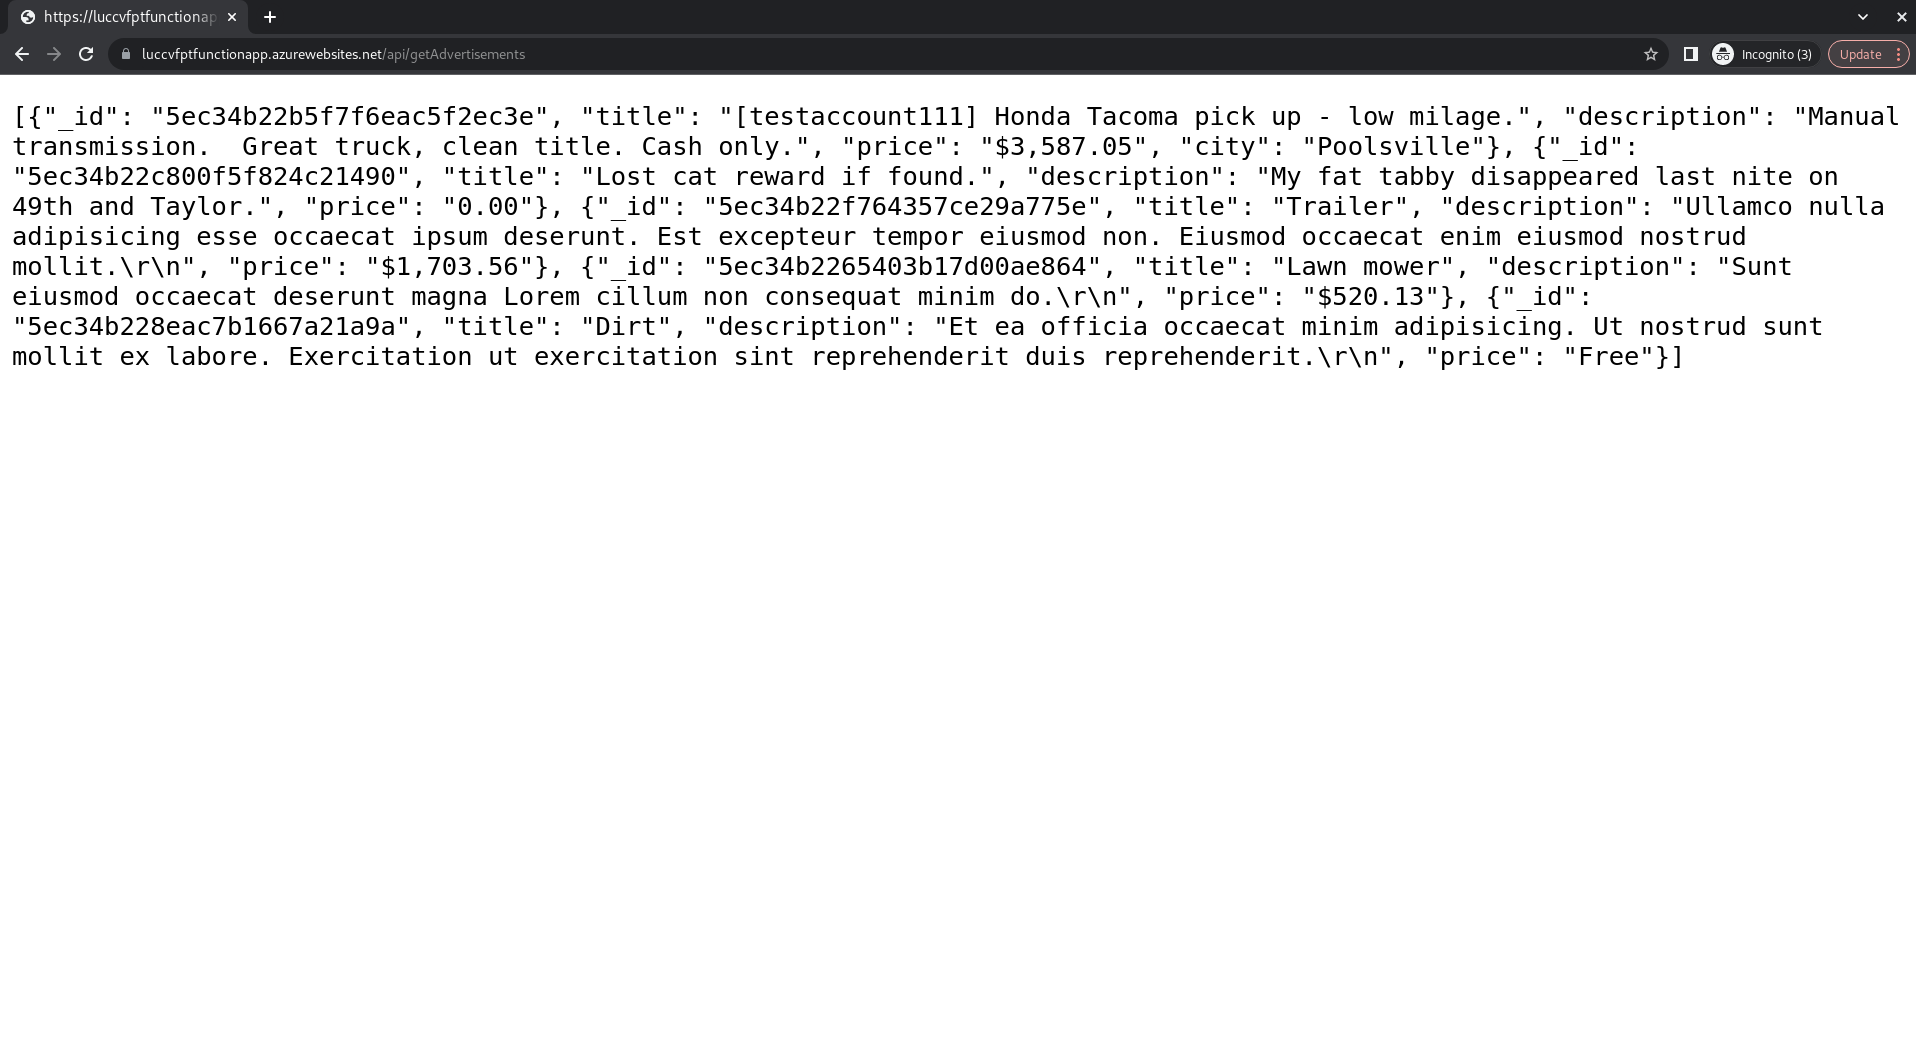 https://luccvfptfunctionap
luccvfptfunctionapp.azurewebsites.net/api/getAdvertisements
Incognito (3)
Update
[{"_id": "5ec34b22b5f7f6eac5f2ec3e", "title": "[testaccount111] Honda Tacoma pick up - low milage.", "description": "Manual
transmission.  Great truck, clean title. Cash only.", "price": "$3,587.05", "city": "Poolsville"}, {"_id":
"5ec34b22c800f5f824c21490", "title": "Lost cat reward if found.", "description": "My fat tabby disappeared last nite on
49th and Taylor.", "price": "0.00"}, {"_id": "5ec34b22f764357ce29a775e", "title": "Trailer", "description": "Ullamco nulla
adipisicing esse occaecat ipsum deserunt. Est excepteur tempor eiusmod non. Eiusmod occaecat enim eiusmod nostrud
mollit.\r\n", "price": "$1,703.56"}, {"_id": "5ec34b2265403b17d00ae864", "title": "Lawn mower", "description": "Sunt
eiusmod occaecat deserunt magna Lorem cillum non consequat minim do.\r\n", "price": "$520.13"}, {"_id":
"5ec34b228eac7b1667a21a9a", "title": "Dirt", "description": "Et ea officia occaecat minim adipisicing. Ut nostrud sunt
mollit ex labore. Exercitation ut exercitation sint reprehenderit duis reprehenderit.\r\n", "price": "Free"}]